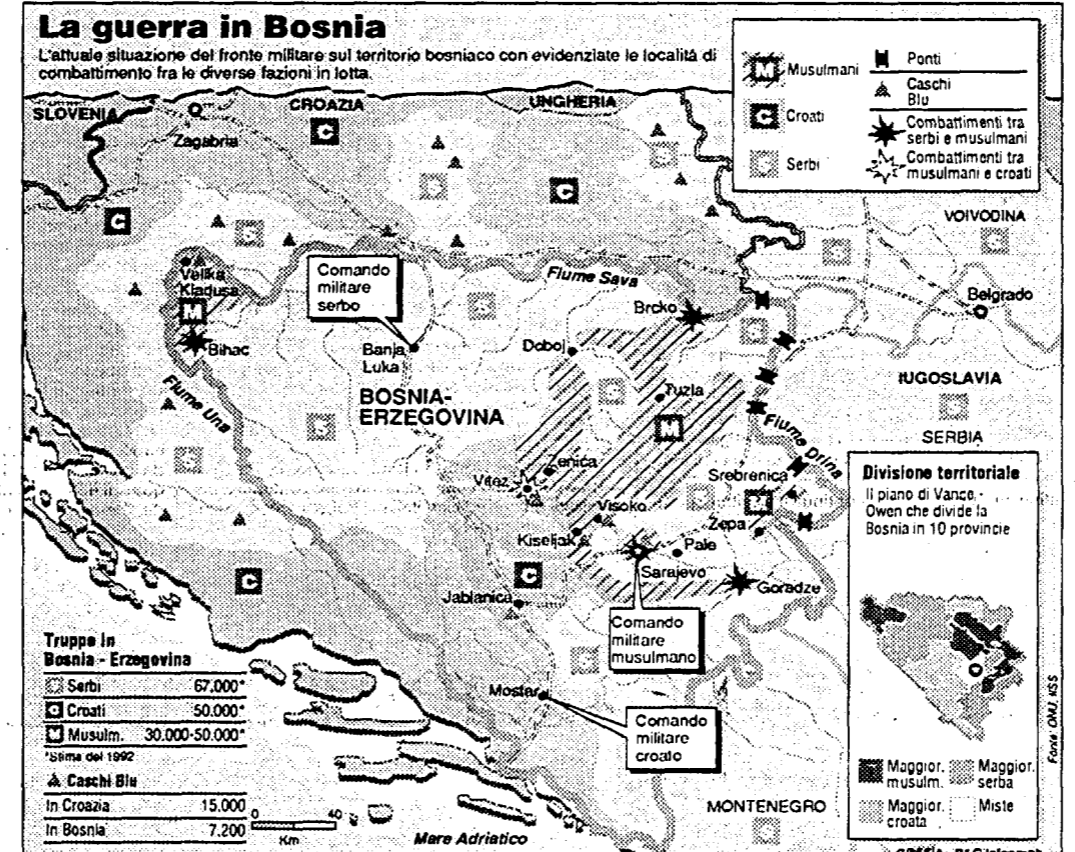 La guerra in Bosnia
L'attuale situazione del fronte militare sul territorio bosniaco con evidenziate le località di
combattimento fra le diverse fazioni in lotta.
M Musulmani
C Croati
S Serbi
Ponti
Caschi
Blu
Combattimenti tra
serbi e musulmani
Combattimenti tra
musulmani e croati
SLOVENIA
CROAZIA
UNGHERIA
Zagabria
C
C
C
S
S
S
VOIVODINA
S
S
Velika
Kladusa
M
Bihac
Comando
militare
serbo
Fiume Sava
S
Brcko
S
Belgrado
Banja
Luka
Doboj
BOSNIA-
ERZEGOVINA
S
Tuzla
M
IUGOSLAVIA
S
SERBIA
Fiume Una
Fiume Drina
S
S
Vitez
enica
Srebrenica
S
M
Visoko
Zepa
Kiseljak
Pale
Sarajevo
Goradze
C
C
Jablanica
Comando
militare
musulmano
S
Mostar
Comando
militare
croato
MONTENEGRO
S
Mare Adriatico
Divisione territoriale
Il piano di Vance -
Owen che divide la
Bosnia in 10 provincie
Maggior.
musulm.
Maggior.
serba
Maggior.
croata
Miste
Truppe in
Bosnia - Erzegovina
S Serbi 67.000*
C Croati 50.000*
M Musulm. 30.000-50.000*
*Stima del 1992
Caschi Blu
In Croazia 15.000
In Bosnia 7.200
0 40
Km